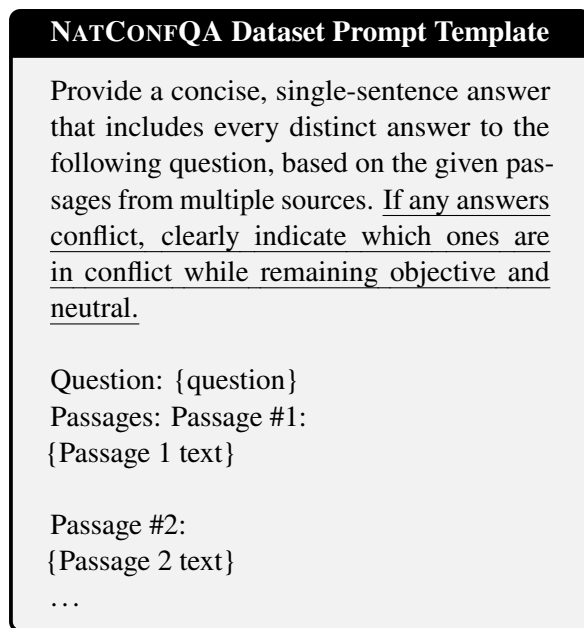 NATCONFQA Dataset Prompt Template
Provide a concise, single-sentence answer
that includes every distinct answer to the
following question, based on the given pas-
sages from multiple sources. If any answers
conflict, clearly indicate which ones are
in conflict while remaining objective and
neutral.
Question: {question}
Passages: Passage #1:
{Passage 1 text}
Passage #2:
{Passage 2 text}
...